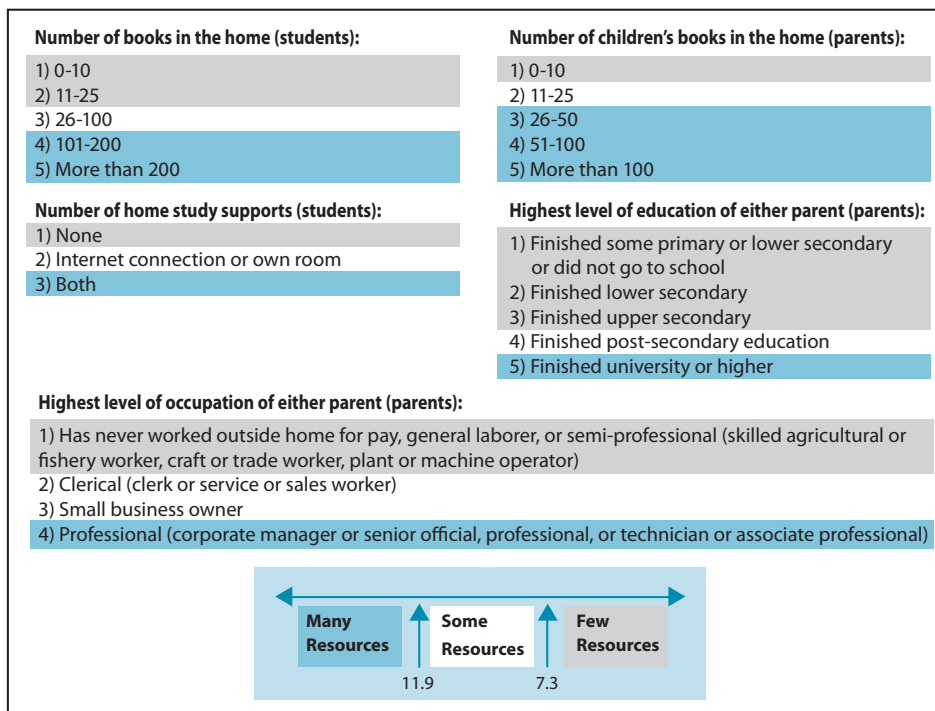 Number of books in the home (students):
1) 0-10
2) 11-25
3) 26-100
4) 101-200
5) More than 200
Number of children's books in the home (parents):
1) 0-10
2) 11-25
3) 26-50
4) 51-100
5) More than 100
Number of home study supports (students):
1) None
2) Internet connection or own room
3) Both
Highest level of education of either parent (parents):
1) Finished some primary or lower secondary
or did not go to school
2) Finished lower secondary
3) Finished upper secondary
4) Finished post-secondary education
5) Finished university or higher
Highest level of occupation of either parent (parents):
1) Has never worked outside home for pay, general laborer, or semi-professional (skilled agricultural or
fishery worker, craft or trade worker, plant or machine operator)
2) Clerical (clerk or service or sales worker)
3) Small business owner
4) Professional (corporate manager or senior official, professional, or technician or associate professional)
Many
Resources
Some
Resources
Few
Resources
11.9
7.3